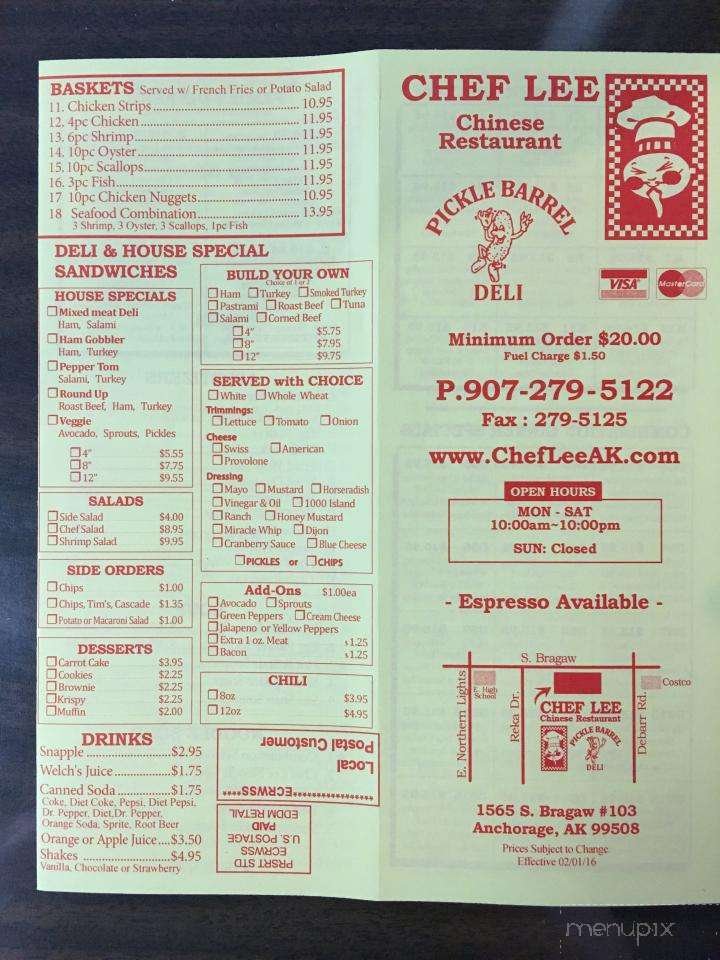 BASKETS Served w/ French Fries or Potato Salad
11. Chicken Strips 10.95
12. 4pc Chicken 11.95
13. 6pc Shrimp 11.95
14. 10pc Oyster 11.95
15. 10pc Scallops 11.95
16. 3pc Fish 11.95
17 10pc Chicken Nuggets 10.95
18 Seafood Combination 13.95
3 Shrimp, 3 Oyster, 3 Scallops, 1pc Fish
DELI & HOUSE SPECIAL
SANDWICHES
HOUSE SPECIALS
Mixed meat Deli
Ham, Salami
Ham Gobbler
Ham, Turkey
Pepper Tom
Salami, Turkey
Round Up
Roast Beef, Ham, Turkey
Veggie
Avocado, Sprouts, Pickles
4" $5.55
8" $7.75
12" $9.55
SALADS
Side Salad $4.00
Chef Salad $8.95
Shrimp Salad $9.95
SIDE ORDERS
Chips $1.00
Chips, Tim's, Cascade $1.35
Potato or Macaroni Salad $1.00
DESSERTS
Carrot Cake $3.95
Cookies $2.25
Brownie $2.25
Krispy $2.25
Muffin $2.00
DRINKS
Snapple $2.95
Welch's Juice $1.75
Canned Soda $1.75
Coke, Diet Coke, Pepsi, Diet Pepsi,
Dr. Pepper, Diet,Dr. Pepper,
Orange Soda, Sprite, Root Beer
Orange or Apple Juice $3.50
Shakes $4.95
Vanilla, Chocolate or Strawberry
BUILD YOUR OWN
Choice of 1 or 2
Ham Turkey Smoked Turkey
Pastrami Roast Beef Tuna
Salami Corned Beef
4" $5.75
8" $7.95
12" $9.75
SERVED with CHOICE
White Whole Wheat
Trimmings:
Lettuce Tomato Onion
Cheese
Swiss American
Provolone
Dressing
Mayo Mustard Horseradish
Vinegar & Oil 1000 Island
Ranch Honey Mustard
Miracle Whip Dijon
Cranberry Sauce Blue Cheese
PICKLES or CHIPS
Add-Ons $1.00ea
Avocado Sprouts
Green Peppers Cream Cheese
Jalapeno or Yellow Peppers
Extra 1 oz. Meat $1.25
Bacon $1.25
CHILI
8oz $3.95
12oz $4.95
*****************ECRWSS****
Local
Postal Customer
PRSRT STD
ECRWSS
U.S. POSTAGE
PAID
EDDM RETAIL
CHEF LEE
Chinese
Restaurant
PICKLE BARREL
DELI
VISA MasterCard
Minimum Order $20.00
Fuel Charge $1.50
P.907-279-5122
Fax : 279-5125
www.ChefLeeAK.com
OPEN HOURS
MON - SAT
10:00am~10:00pm
SUN: Closed
- Espresso Available -
S. Bragaw
E. Northern Lights
E. High
School
Reka Dr.
CHEF LEE
Chinese Restaurant
PICKLE BARREL
DELI
Debarr Rd.
Costco
1565 S. Bragaw #103
Anchorage, AK 99508
Prices Subject to Change
Effective 02/01/16
menupix